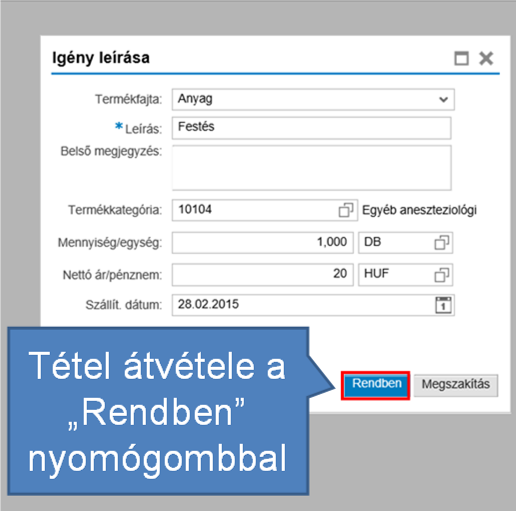 Igény leírása
Termékfajta: Anyag
* Leírás: Festés
Belső megjegyzés:
Termékkategória: 10104 Egyéb aneszteziológi
Mennyiség/egység: 1,000 DB
Nettó ár/pénznem: 20 HUF
Szállít. dátum: 28.02.2015 1
Tétel átvétele a
„Rendben”
nyomógombbal
Rendben Megszakítás